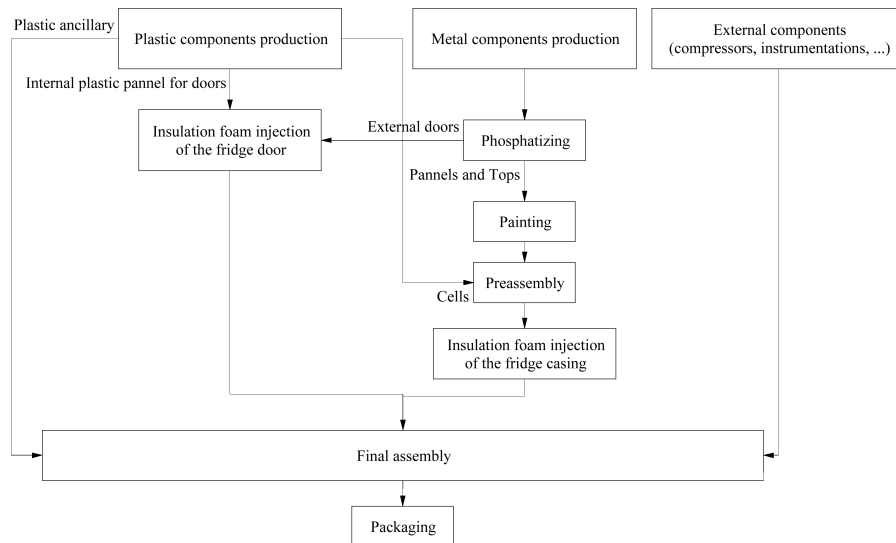 Plastic ancillary
Plastic components production
Metal components production
External components
(compressors, instrumentations, ...)
Internal plastic pannel for doors
Insulation foam injection
of the fridge door
External doors
Phosphatizing
Pannels and Tops
Painting
Preassembly
Cells
Insulation foam injection
of the fridge casing
Final assembly
Packaging